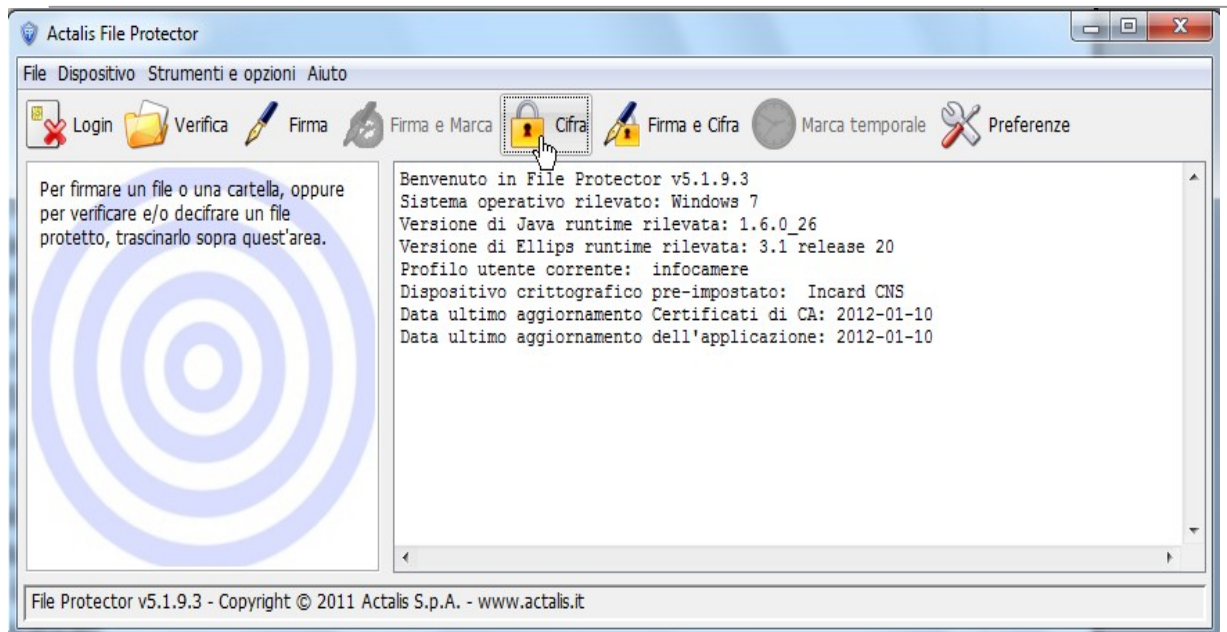 Actalis File Protector
File Dispositivo Strumenti e opzioni Aiuto
Login Verifica Firma Firma e Marca Cifra Firma e Cifra Marca temporale Preferenze
Per firmare un file o una cartella, oppure
per verificare e/o decifrare un file
protetto, trascinarlo sopra quest'area.
Benvenuto in File Protector v5.1.9.3
Sistema operativo rilevato: Windows 7
Versione di Java runtime rilevata: 1.6.0_26
Versione di Ellips runtime rilevata: 3.1 release 20
Profilo utente corrente: infocamere
Dispositivo crittografico pre-impostato: Incard CNS
Data ultimo aggiornamento Certificati di CA: 2012-01-10
Data ultimo aggiornamento dell'applicazione: 2012-01-10
File Protector v5.1.9.3 - Copyright © 2011 Actalis S.p.A. - www.actalis.it